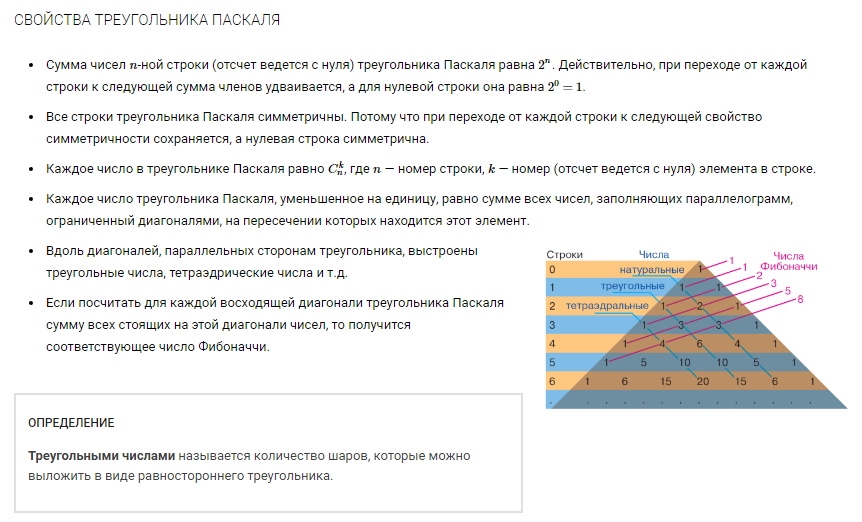 СВОЙСТВА ТРЕУГОЛЬНИКА ПАСКАЛЯ
• Сумма чисел n-ной строки (отсчет ведется с нуля) треугольника Паскаля равна 2ⁿ. Действительно, при переходе от каждой
строки к следующей сумма членов удваивается, а для нулевой строки она равна 2⁰ = 1.
• Все строки треугольника Паскаля симметричны. Потому что при переходе от каждой строки к следующей свойство
симметричности сохраняется, а нулевая строка симметрична.
• Каждое число в треугольнике Паскаля равно Cₙᵏ, где n — номер строки, k — номер (отсчет ведется с нуля) элемента в строке.
• Каждое число треугольника Паскаля, уменьшенное на единицу, равно сумме всех чисел, заполняющих параллелограмм,
ограниченный диагоналями, на пересечении которых находится этот элемент.
• Вдоль диагоналей, параллельных сторонам треугольника, выстроены
треугольные числа, тетраэдрические числа и т.д.
• Если посчитать для каждой восходящей диагонали треугольника Паскаля
сумму всех стоящих на этой диагонали чисел, то получится
соответствующее число Фибоначчи.
Строки Числа Числа
Фибоначчи
0 натуральные 1 1
1 треугольные 1 1 1
2 тетраэдральные 1 2 1 2
3 1 3 3 1 3
4 1 4 6 4 1 5
5 1 5 10 10 5 1 8
6 1 6 15 20 15 6 1
. . . . . . . . . . . . . .
ОПРЕДЕЛЕНИЕ
Треугольными числами называется количество шаров, которые можно
выложить в виде равностороннего треугольника.